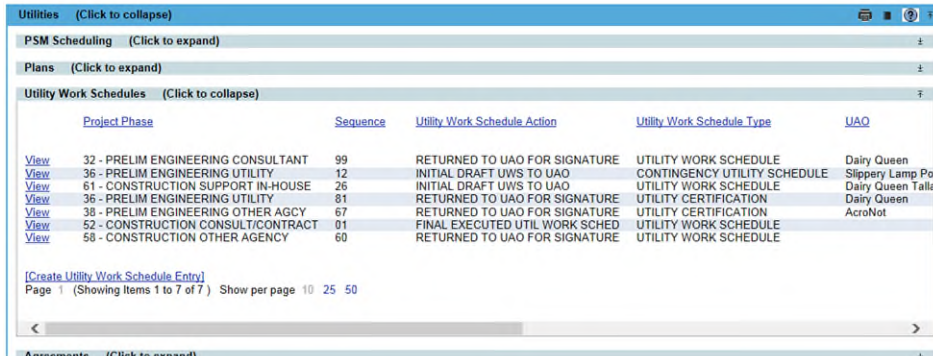 Utilities (Click to collapse)
PSM Scheduling (Click to expand)
Plans (Click to expand)
Utility Work Schedules (Click to collapse)
Project Phase Sequence Utility Work Schedule Action Utility Work Schedule Type UAO
View 32 - PRELIM ENGINEERING CONSULTANT 99 RETURNED TO UAO FOR SIGNATURE UTILITY WORK SCHEDULE Dairy Queen
View 36 - PRELIM ENGINEERING UTILITY 12 INITIAL DRAFT UWS TO UAO CONTINGENCY UTILITY SCHEDULE Slippery Lamp Po
View 61 - CONSTRUCTION SUPPORT IN-HOUSE 26 INITIAL DRAFT UWS TO UAO UTILITY WORK SCHEDULE Dairy Queen Talla
View 36 - PRELIM ENGINEERING UTILITY 81 RETURNED TO UAO FOR SIGNATURE UTILITY CERTIFICATION Dairy Queen
View 38 - PRELIM ENGINEERING OTHER AGCY 67 RETURNED TO UAO FOR SIGNATURE UTILITY CERTIFICATION AcroNot
View 52 - CONSTRUCTION CONSULT/CONTRACT 01 FINAL EXECUTED UTIL WORK SCHED UTILITY WORK SCHEDULE
View 58 - CONSTRUCTION OTHER AGENCY 60 RETURNED TO UAO FOR SIGNATURE UTILITY WORK SCHEDULE
[Create Utility Work Schedule Entry]
Page 1 (Showing Items 1 to 7 of 7 ) Show per page 10 25 50
Agreements (Click to expand)